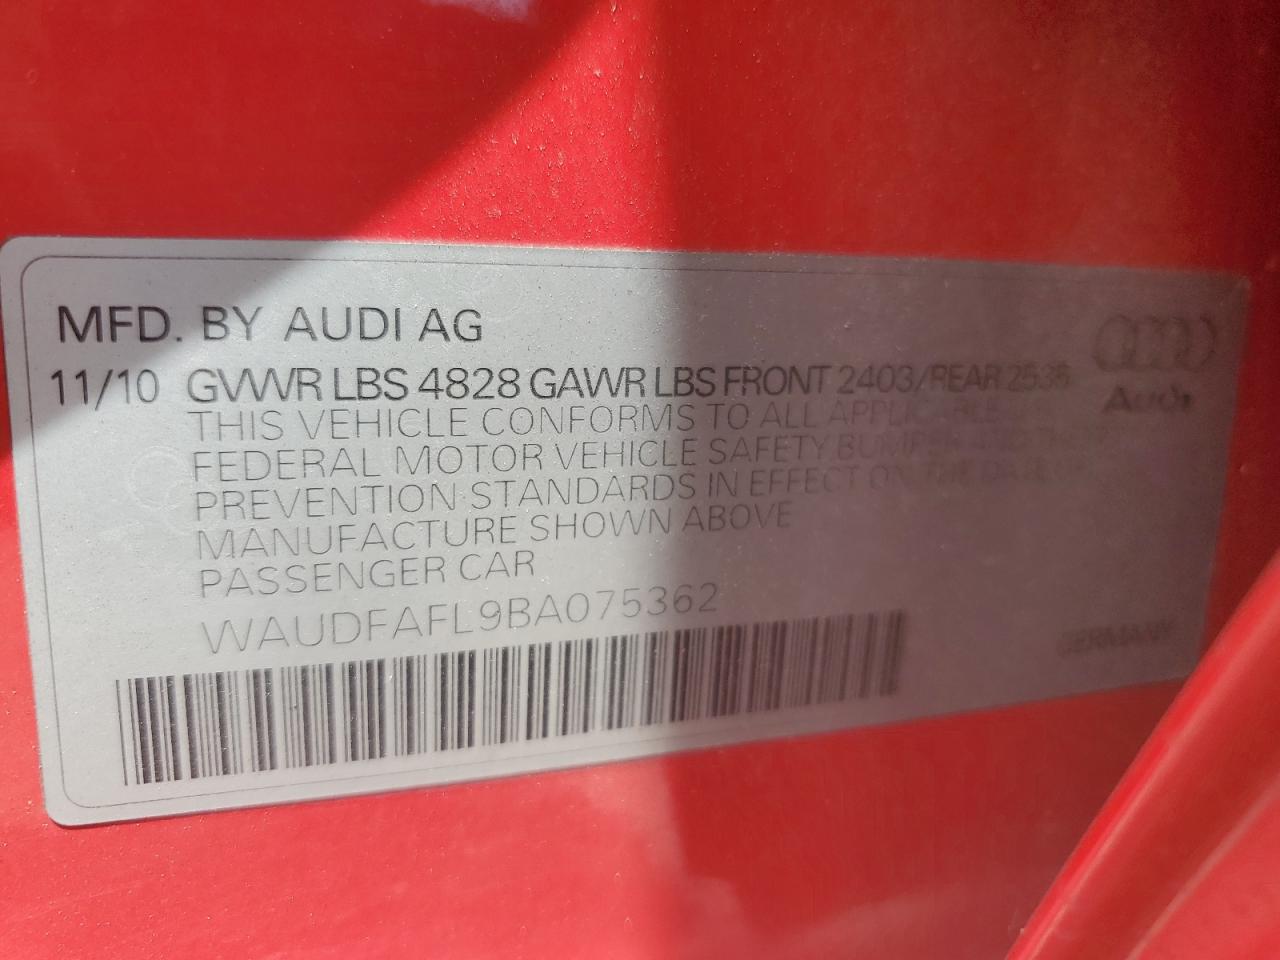 MFD. BY AUDI AG
11/10 GVWR LBS 4828 GAWR LBS FRONT 2403/REAR 2535
Audi
THIS VEHICLE CONFORMS TO ALL APPLICABLE
FEDERAL MOTOR VEHICLE SAFETY BUMPER AND
PREVENTION STANDARDS IN EFFECT ON THE DATE OF
MANUFACTURE SHOWN ABOVE
PASSENGER CAR
WAUDFAFL9BA075362
GERMANY